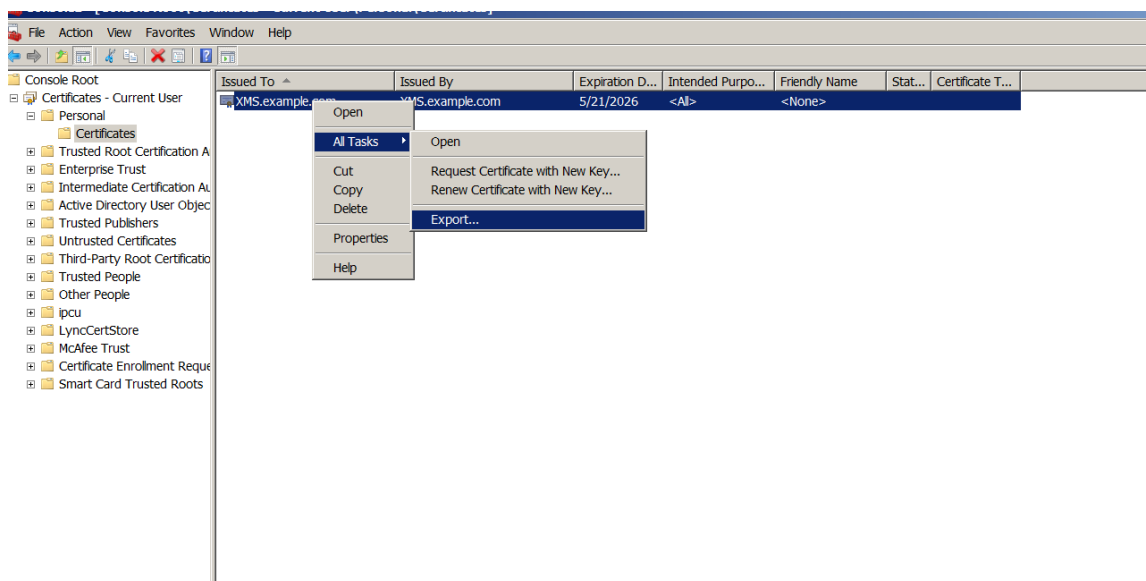 File Action View Favorites Window Help
Console Root
Certificates - Current User
Personal
Certificates
Trusted Root Certification A
Enterprise Trust
Intermediate Certification Au
Active Directory User Objec
Trusted Publishers
Untrusted Certificates
Third-Party Root Certificatio
Trusted People
Other People
ipcu
LyncCertStore
McAfee Trust
Certificate Enrollment Reque
Smart Card Trusted Roots
Issued To Issued By Expiration D... Intended Purpo... Friendly Name Stat... Certificate T...
XMS.example.com XMS.example.com 5/21/2026 <All> <None>
Open
All Tasks
Cut
Copy
Delete
Properties
Help
Open
Request Certificate with New Key...
Renew Certificate with New Key...
Export...